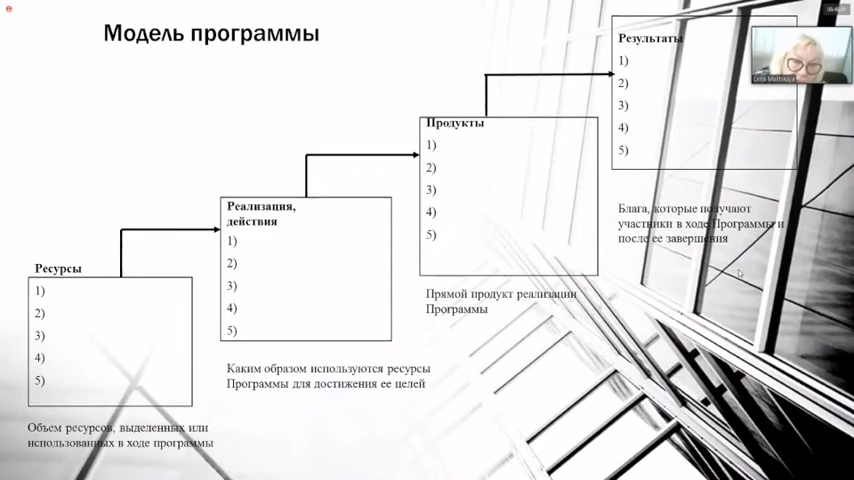 Модель программы
Результаты
1)
2)
3)
4)
5)
Блага, которые получают
участники в ходе Программы и
после ее завершения
Продукты
1)
2)
3)
4)
5)
Прямой продукт реализации
Программы
Реализация,
действия
1)
2)
3)
4)
5)
Каким образом используются ресурсы
Программы для достижения ее целей
Ресурсы
1)
2)
3)
4)
5)
Объем ресурсов, выделенных или
использованных в ходе программы